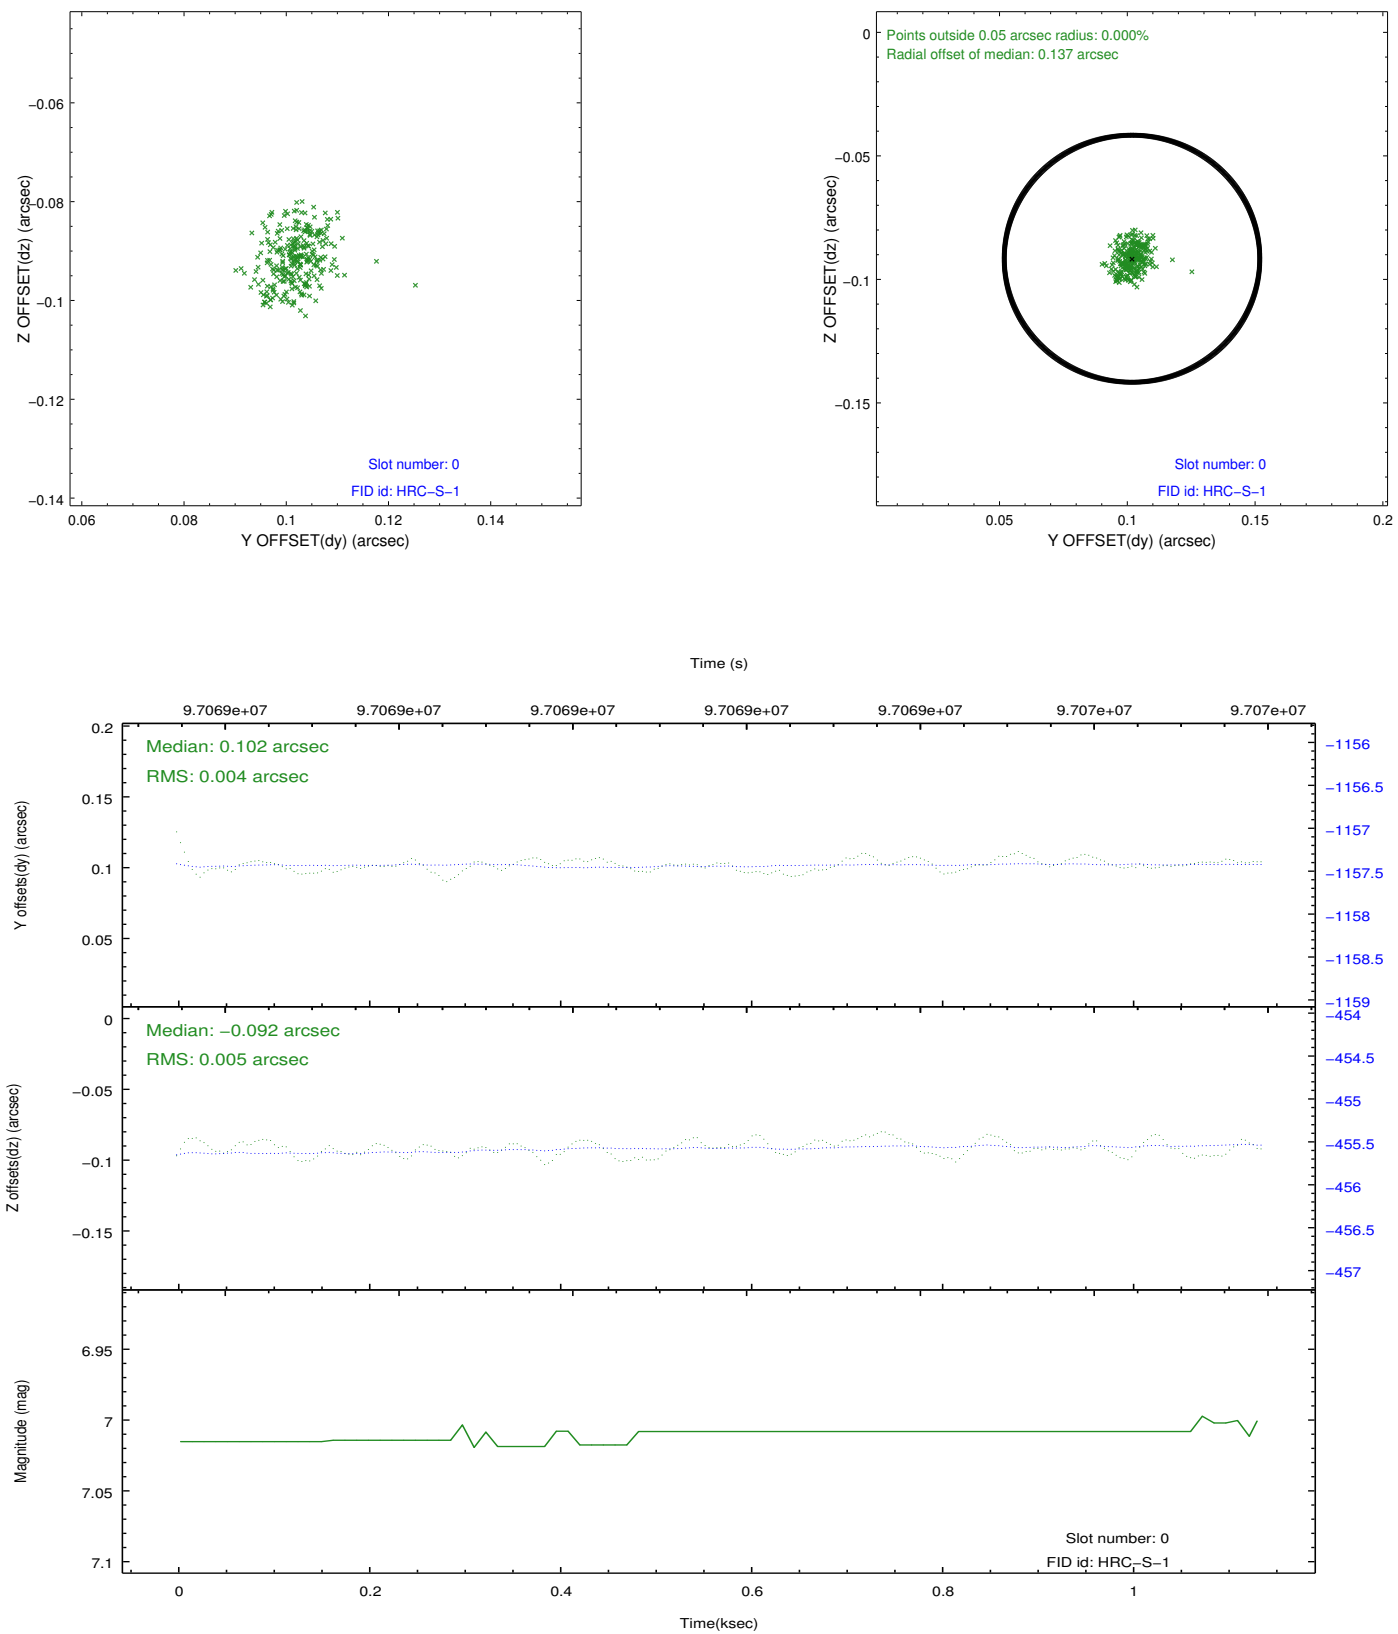 −0.06
−0.08
−0.1
−0.12
−0.14
0.06
0.08
0.1
0.12
0.14
Z OFFSET(dz) (arcsec)
Y OFFSET(dy) (arcsec)
Slot number: 0
FID id: HRC−S−1
Points outside 0.05 arcsec radius: 0.000%
Radial offset of median: 0.137 arcsec
0
−0.05
−0.1
−0.15
0.05
0.1
0.15
0.2
Z OFFSET(dz) (arcsec)
Y OFFSET(dy) (arcsec)
Slot number: 0
FID id: HRC−S−1
Time (s)
9.7069e+07
9.7069e+07
9.7069e+07
9.7069e+07
9.7069e+07
9.707e+07
9.707e+07
Median: 0.102 arcsec
RMS: 0.004 arcsec
0.2
0.15
0.1
0.05
Y offsets(dy) (arcsec)
−1156
−1156.5
−1157
−1157.5
−1158
−1158.5
−1159
Median: −0.092 arcsec
RMS: 0.005 arcsec
0
−0.05
−0.1
−0.15
Z offsets(dz) (arcsec)
−454
−454.5
−455
−455.5
−456
−456.5
−457
6.95
7
7.05
7.1
Magnitude (mag)
Slot number: 0
FID id: HRC−S−1
0
0.2
0.4
0.6
0.8
1
Time(ksec)